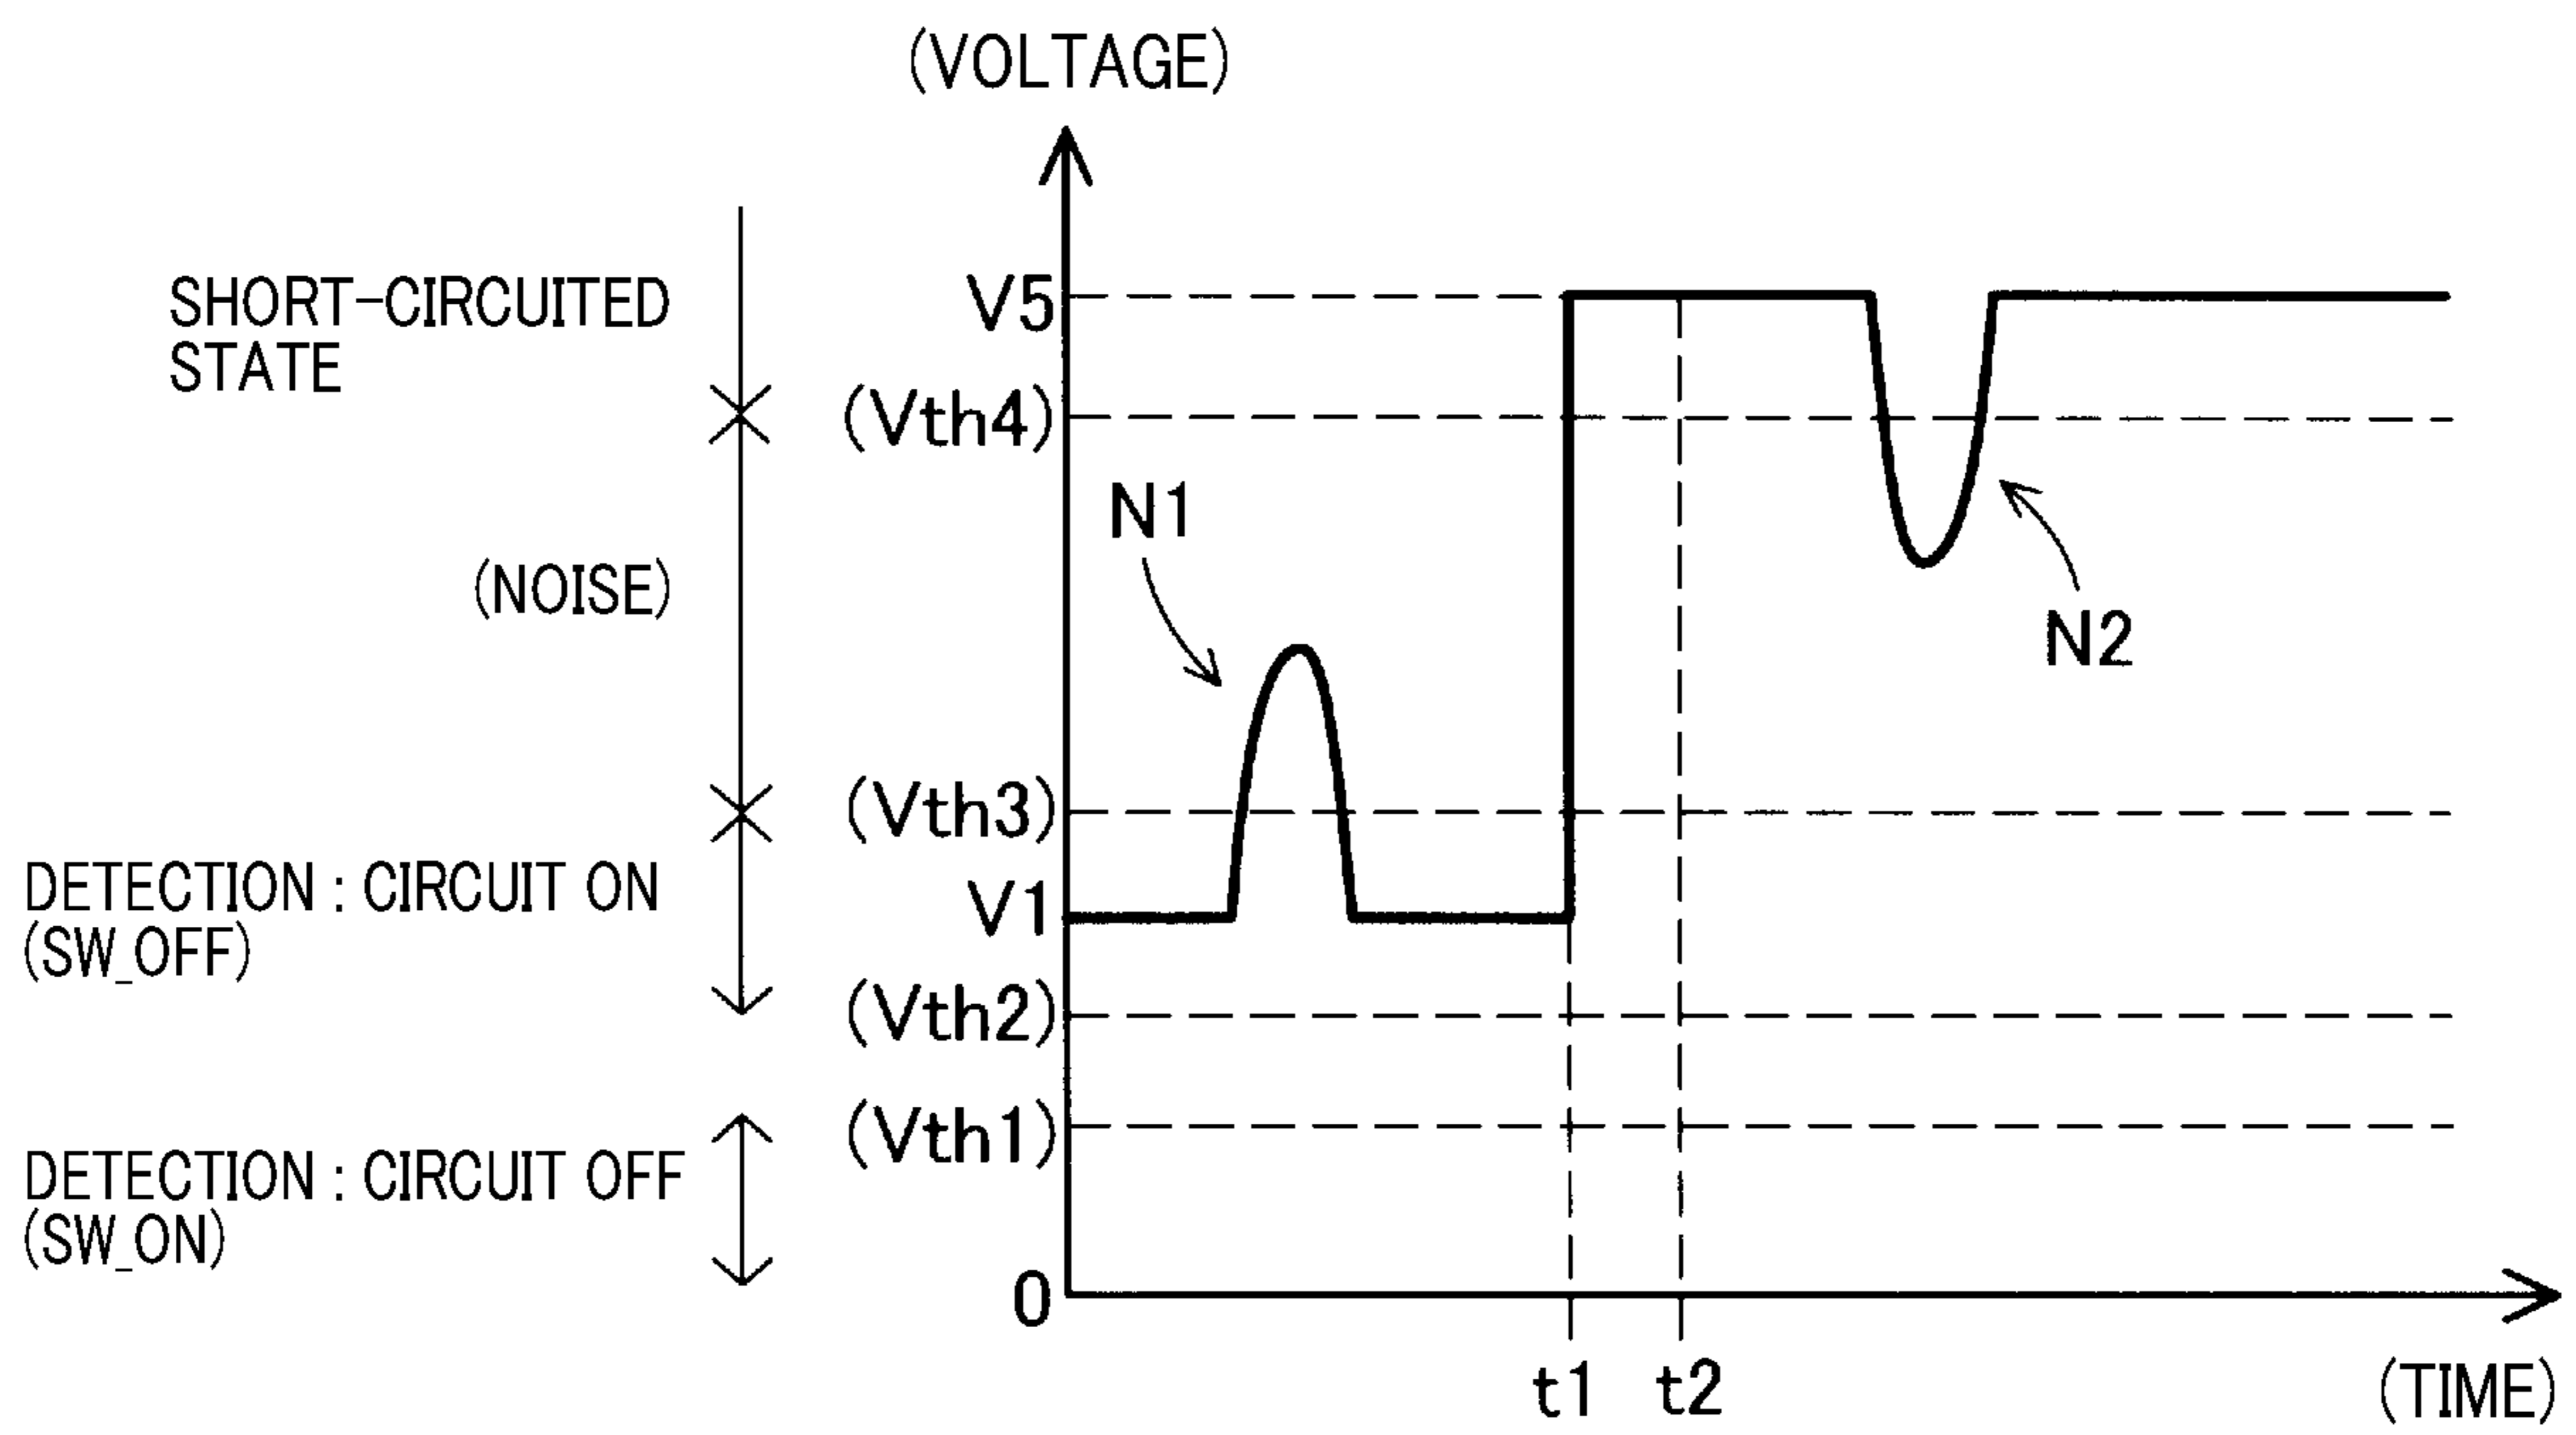 (VOLTAGE)
SHORT-CIRCUITED
STATE
V5
(Vth4)
N1
(NOISE)
N2
(Vth3)
DETECTION : CIRCUIT ON
(SW_OFF)
V1
(Vth2)
(Vth1)
DETECTION : CIRCUIT OFF
(SW_ON)
0
t1 t2
(TIME)